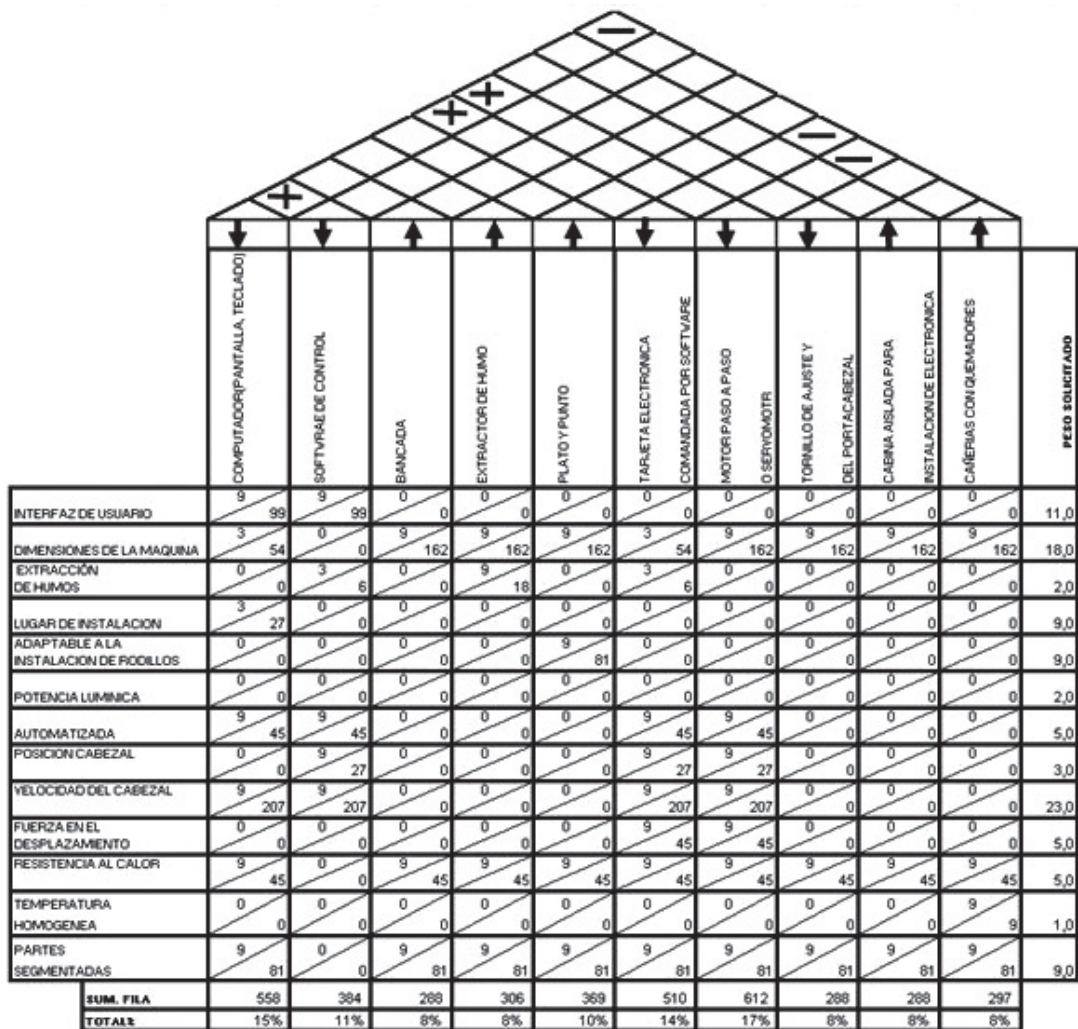 COMPUTADOR(PANTALLA, TECLADO)
SOFTVRAE DE CONTROL
BANCADA
EXTRACTOR DE HUMO
PLATO Y PUNTO
TARJETA ELECTRONICA
COMANDADA POR SOFTVARE
MOTOR PASO A PASO
O SERVOMOTR
TORNILLO DE AJUSTE Y
DEL PORTACABEZAL
CABINA AISLADA PARA
INSTALACION DE ELECTRONICA
CAÑERIAS CON QUEMADORES
PESO SOLICITADO
9 9 0 0 0 0 0 0 0 0
INTERFAZ DE USUARIO 99 99 0 0 0 0 0 0 0 0 11,0
3 0 9 9 9 3 9 9 9 9
DIMENSIONES DE LA MAQUINA 54 0 162 162 162 54 162 162 162 162 18,0
EXTRACCIÓN 0 3 0 9 0 3 0 0 0 0
DE HUMOS 0 6 0 18 0 6 0 0 0 0 2,0
3 0 0 0 0 0 0 0 0 0
LUGAR DE INSTALACION 27 0 0 0 0 0 0 0 0 0 9,0
ADAPTABLE A LA 0 0 0 0 9 0 0 0 0 0
INSTALACION DE RODILLOS 0 0 0 0 81 0 0 0 0 0 9,0
0 0 0 0 0 0 0 0 0 0
POTENCIA LUMINICA 0 0 0 0 0 0 0 0 0 0 2,0
9 9 0 0 0 9 9 0 0 0
AUTOMATIZADA 45 45 0 0 0 45 45 0 0 0 5,0
POSICION CABEZAL 0 9 0 0 0 9 9 0 0 0
0 27 0 0 0 27 27 0 0 0 3,0
VELOCIDAD DEL CABEZAL 9 9 0 0 0 9 9 0 0 0
207 207 0 0 0 207 207 0 0 0 23,0
FUERZA EN EL 0 0 0 0 0 9 9 0 0 0
DESPLAZAMIENTO 0 0 0 0 0 45 45 0 0 0 5,0
RESISTENCIA AL CALOR 9 0 9 9 9 9 9 9 9 9
45 0 45 45 45 45 45 45 45 45 5,0
TEMPERATURA 0 0 0 0 0 0 0 0 0 9
HOMOGENEA 0 0 0 0 0 0 0 0 0 9 1,0
PARTES 9 0 9 9 9 9 9 9 9 9
SEGMENTADAS 81 0 81 81 81 81 81 81 81 81 9,0
SUM. FILA 558 384 288 306 369 510 612 288 288 297
TOTAL% 15% 11% 8% 8% 10% 14% 17% 8% 8% 8%